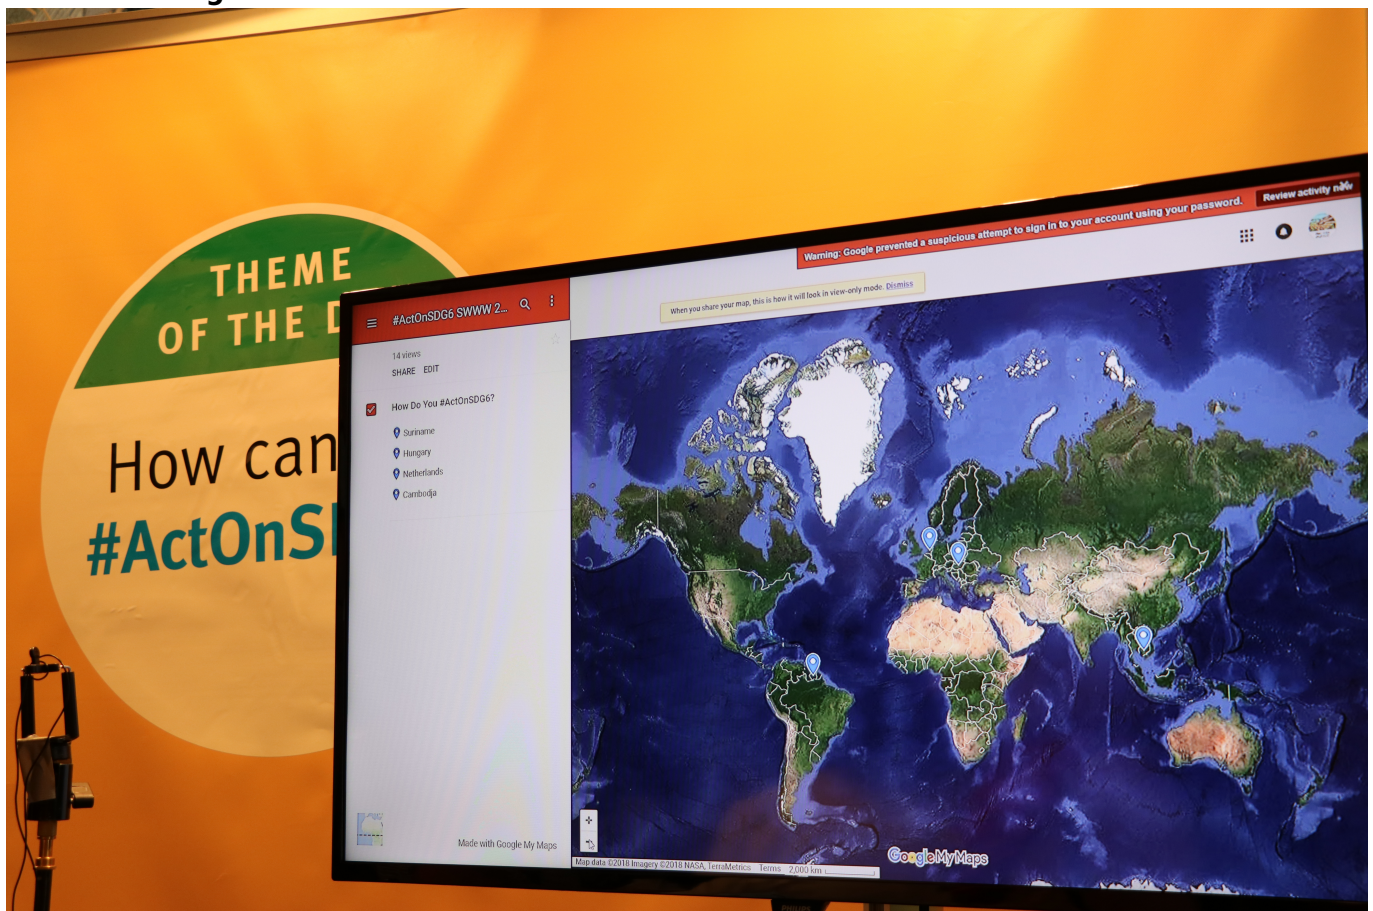 THEME
OF THE D
How can
#ActOnS
Warning: Google prevented a suspicious attempt to sign in to your account using your password.
Review activity now
When you share your map, this is how it will look in view-only mode. Dismiss
#ActOnSDG6 SWWW 2...
14 views
SHARE EDIT
How Do You #ActOnSDG6?
Suriname
Hungary
Netherlands
Cambodja
Made with Google My Maps
Google My Maps
Map data ©2018 Imagery ©2018 NASA, TerraMetrics Terms 2,000 km
PHILIPS